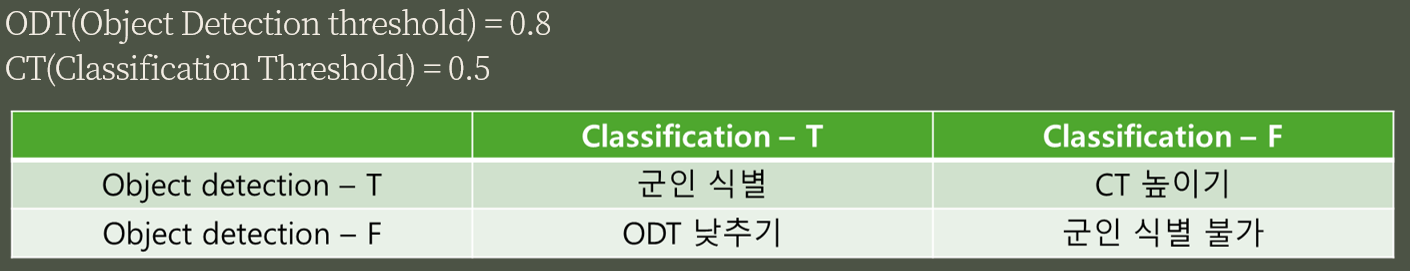 ODT(Object Detection threshold) = 0.8
CT(Classification Threshold) = 0.5
Classification – T Classification – F
Object detection – T 군인 식별 CT 높이기
Object detection – F ODT 낮추기 군인 식별 불가